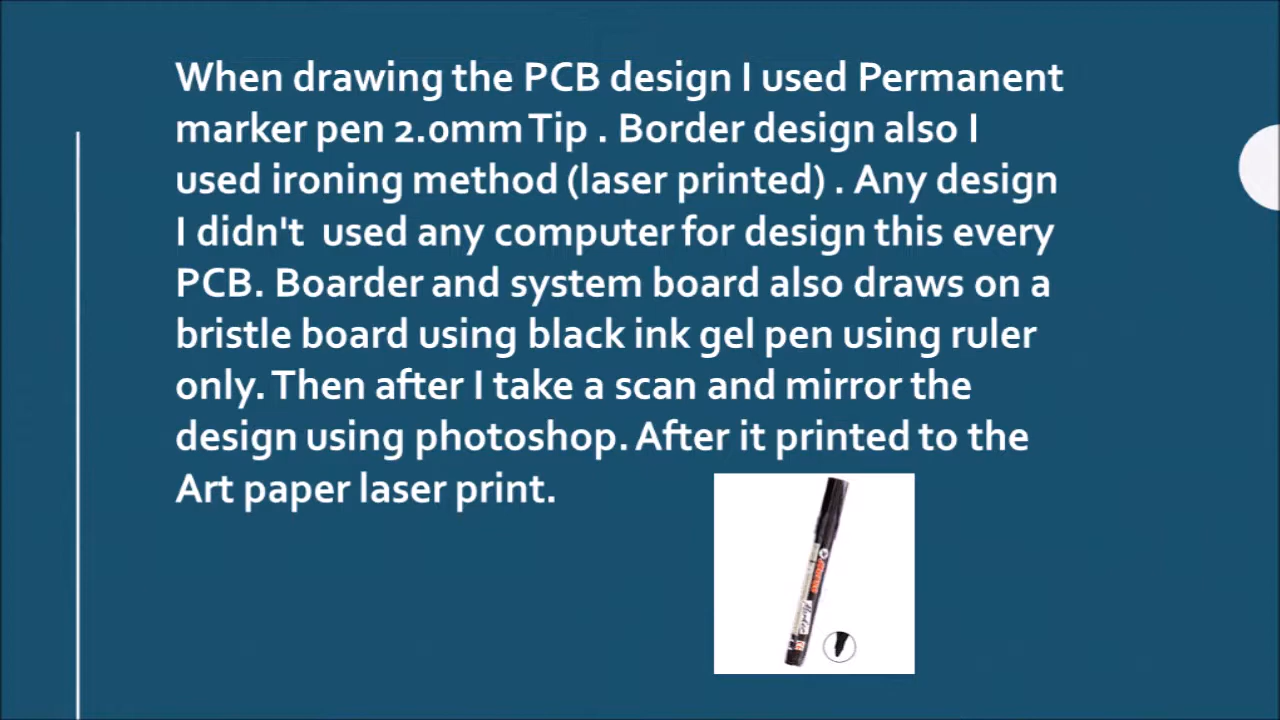 When drawing the PCB design I used Permanent
marker pen 2.0mm Tip . Border design also I
used ironing method (laser printed) . Any design
I didn't  used any computer for design this every
PCB. Boarder and system board also draws on a
bristle board using black ink gel pen using ruler
only. Then after I take a scan and mirror the
design using photoshop. After it printed to the
Art paper laser print.